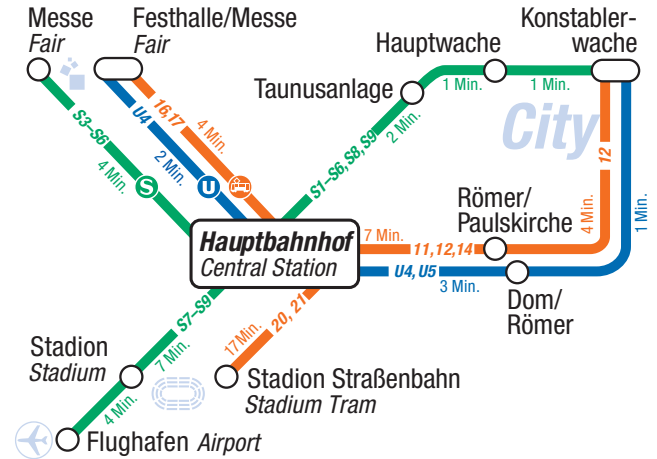 Messe
Fair
Festhalle/Messe
Fair
Konstabler-
wache
Hauptwache
Taunusanlage
1 Min.
1 Min.
2 Min.
S1–S6, S8, S9
City
S3–S6
4 Min.
S
U4
2 Min.
U
16,17
4 Min.
12
4 Min.
1 Min.
Römer/
Paulskirche
Hauptbahnhof
Central Station
7 Min.
11,12,14
U4, U5
3 Min.
Dom/
Römer
S7–S9
7 Min.
17Min.
20, 21
Stadion
Stadium
4 Min.
Stadion Straßenbahn
Stadium Tram
Flughafen Airport